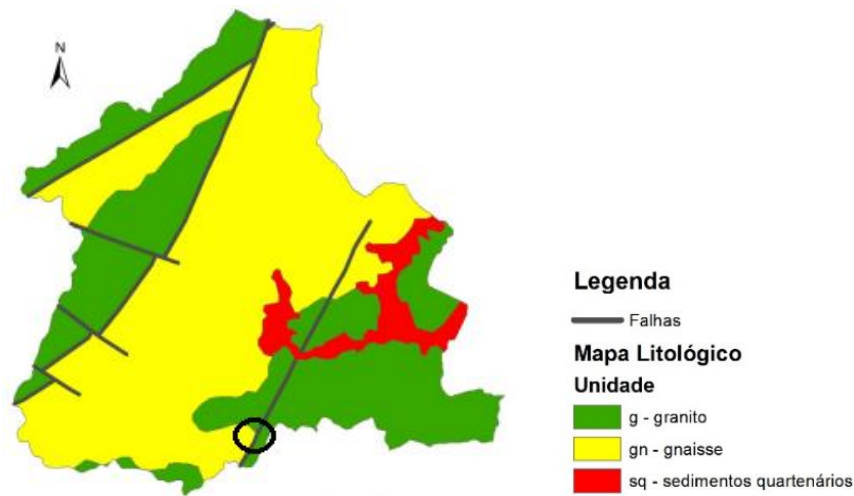 N
Legenda
Falhas
Mapa Litológico
Unidade
g - granito
gn - gnaisse
sq - sedimentos quartenários